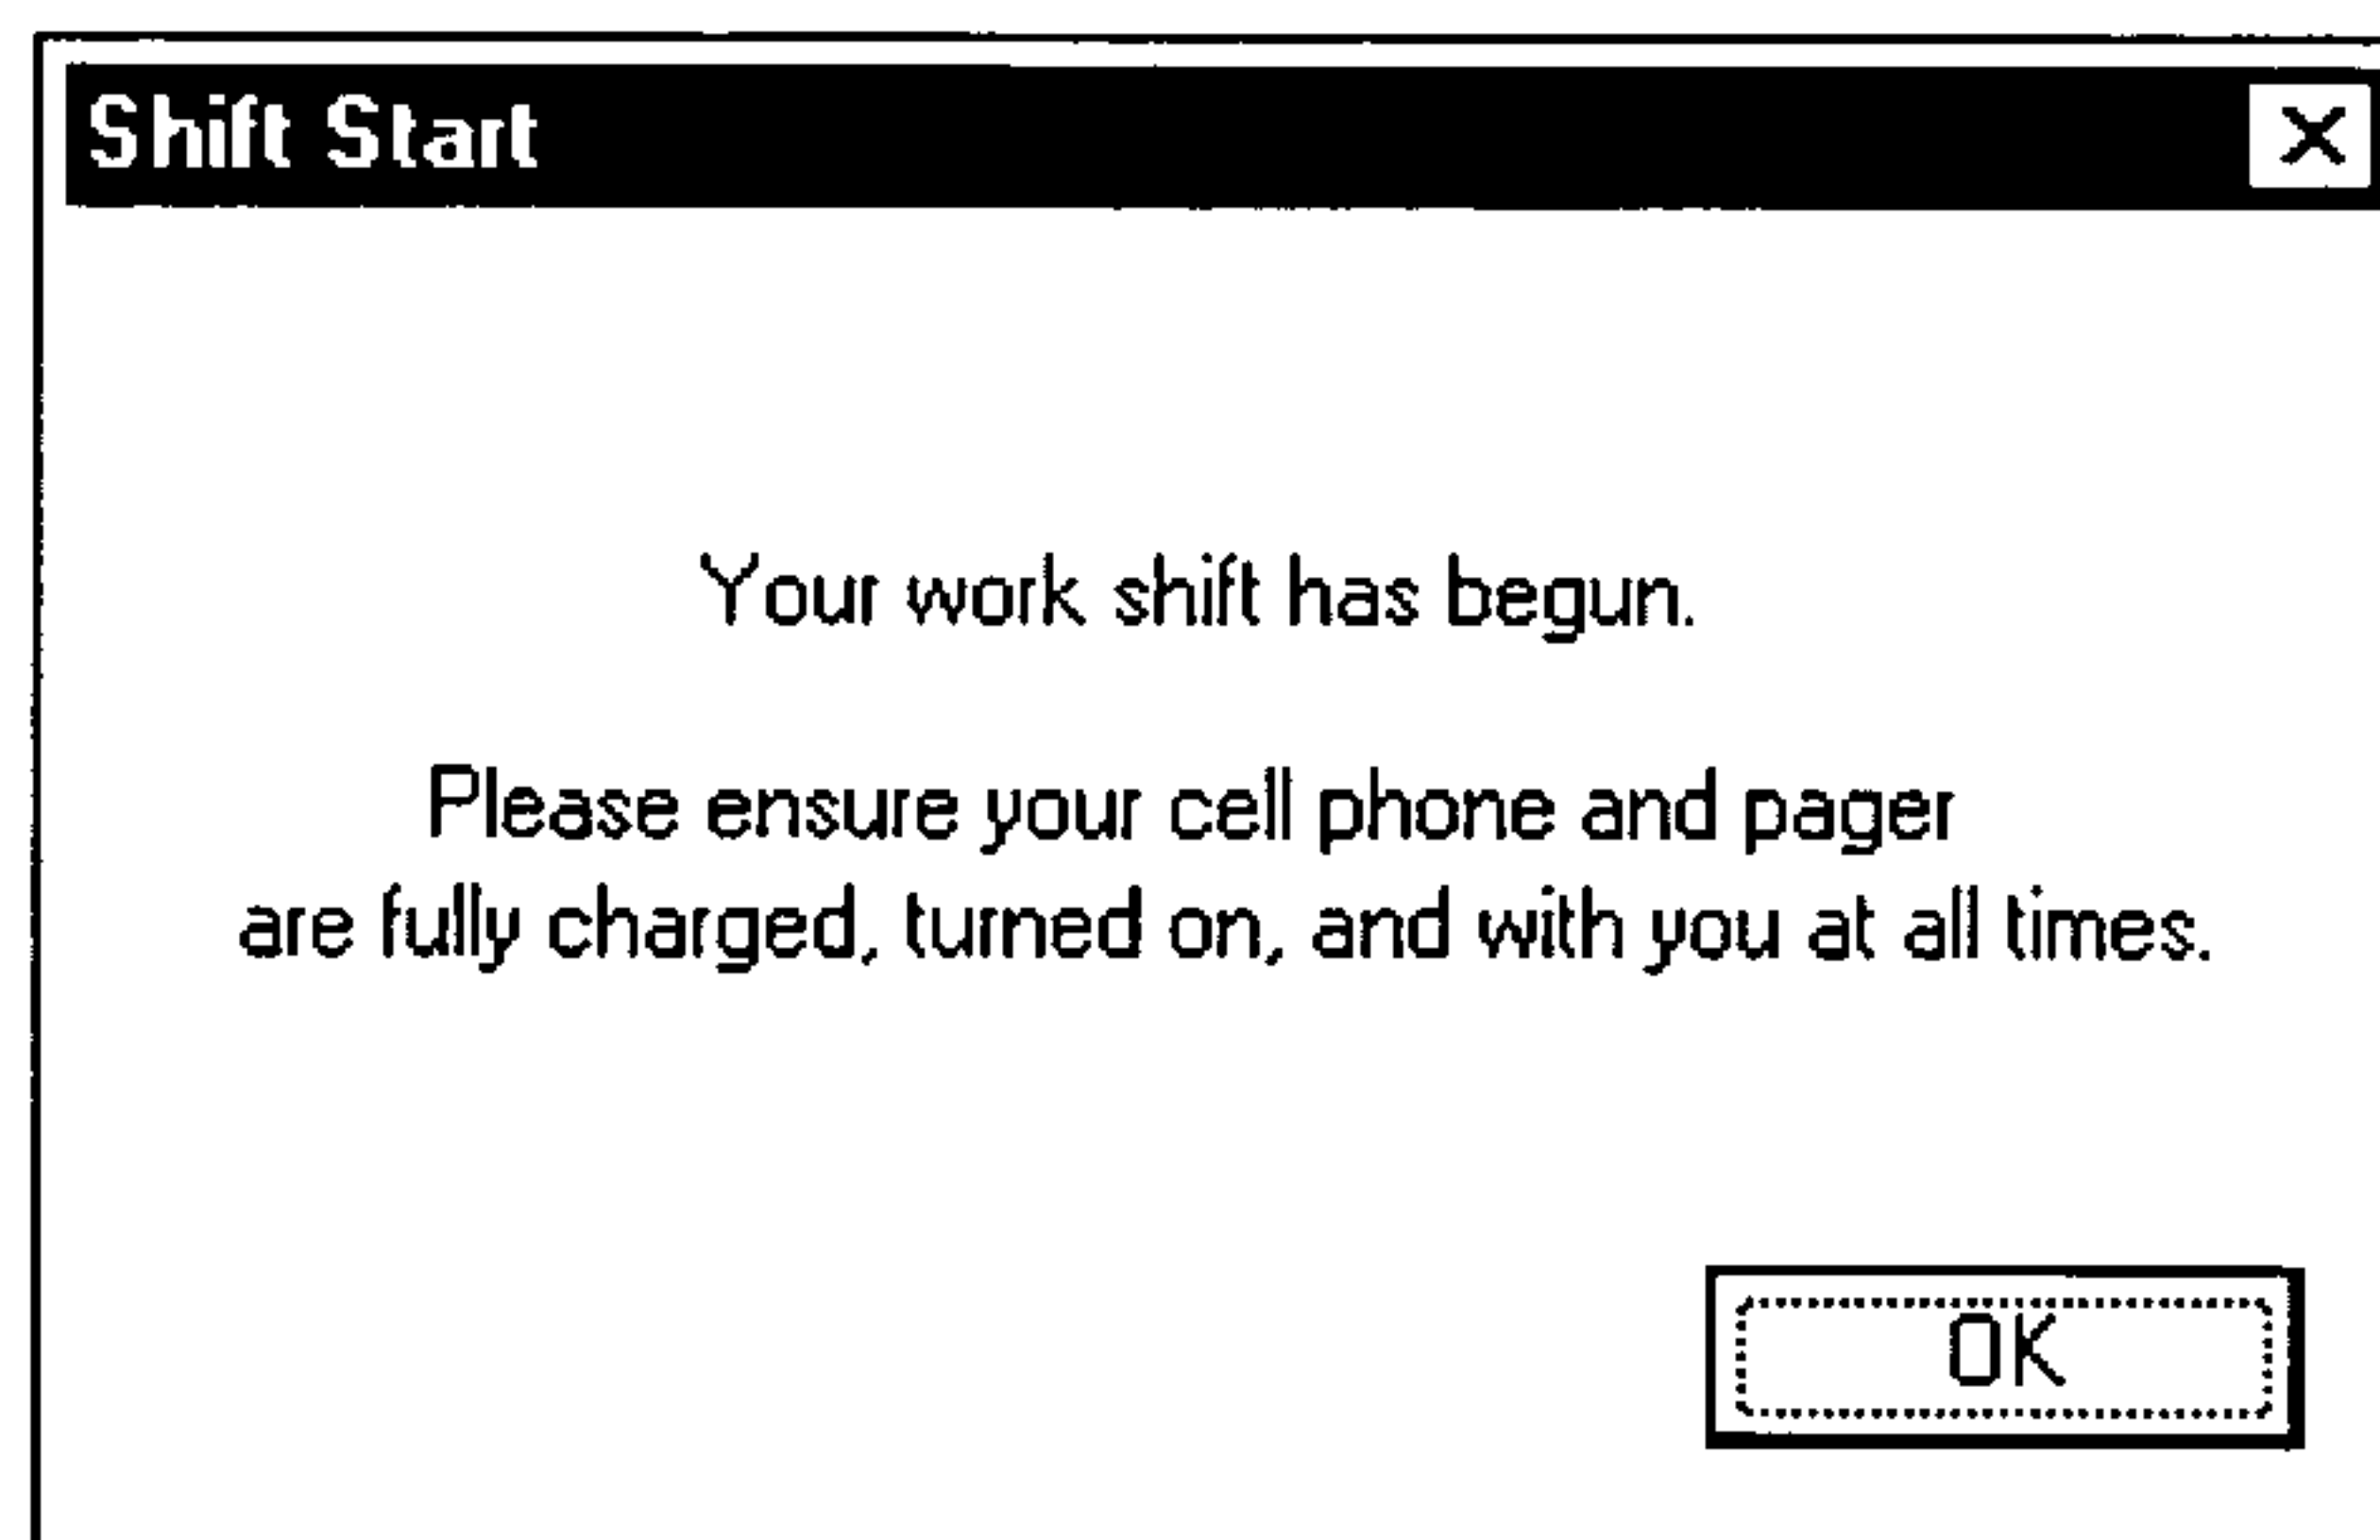 Shift Start
Your work shift has begun.
Please ensure your cell phone and pager
are fully charged, turned on, and with you at all times.
OK